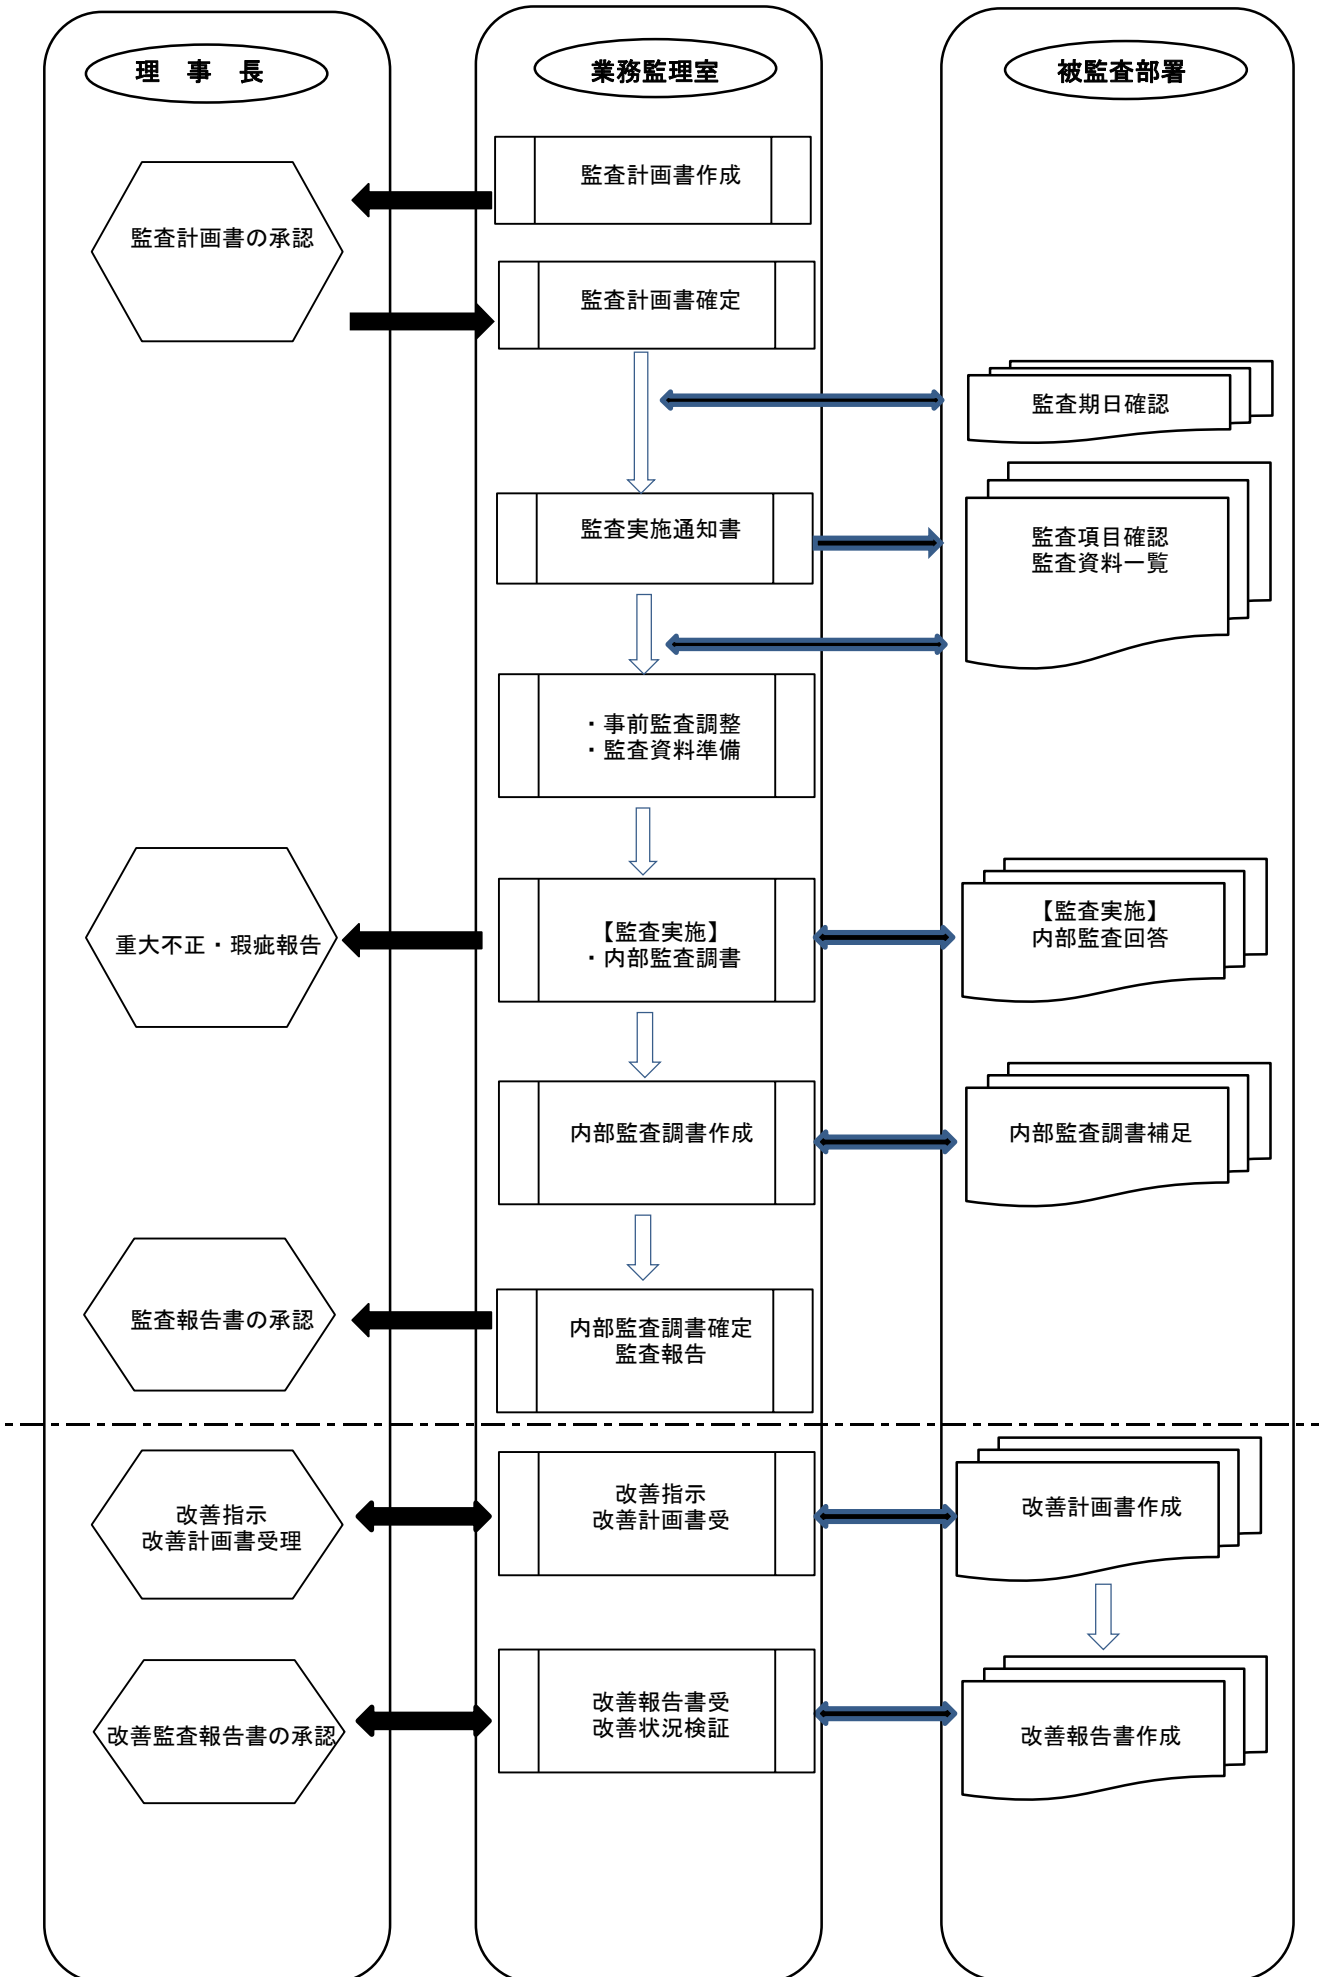 理　事　長
業務監理室
被監査部署
監査計画書作成
監査計画書の承認
監査計画書確定
監査期日確認
監査実施通知書
監査項目確認
監査資料一覧
・事前監査調整
・監査資料準備
重大不正・瑕疵報告
【監査実施】
・内部監査調書
【監査実施】
内部監査回答
内部監査調書作成
内部監査調書補足
監査報告書の承認
内部監査調書確定
監査報告
改善指示
改善計画書受理
改善指示
改善計画書受
改善計画書作成
改善監査報告書の承認
改善報告書受
改善状況検証
改善報告書作成